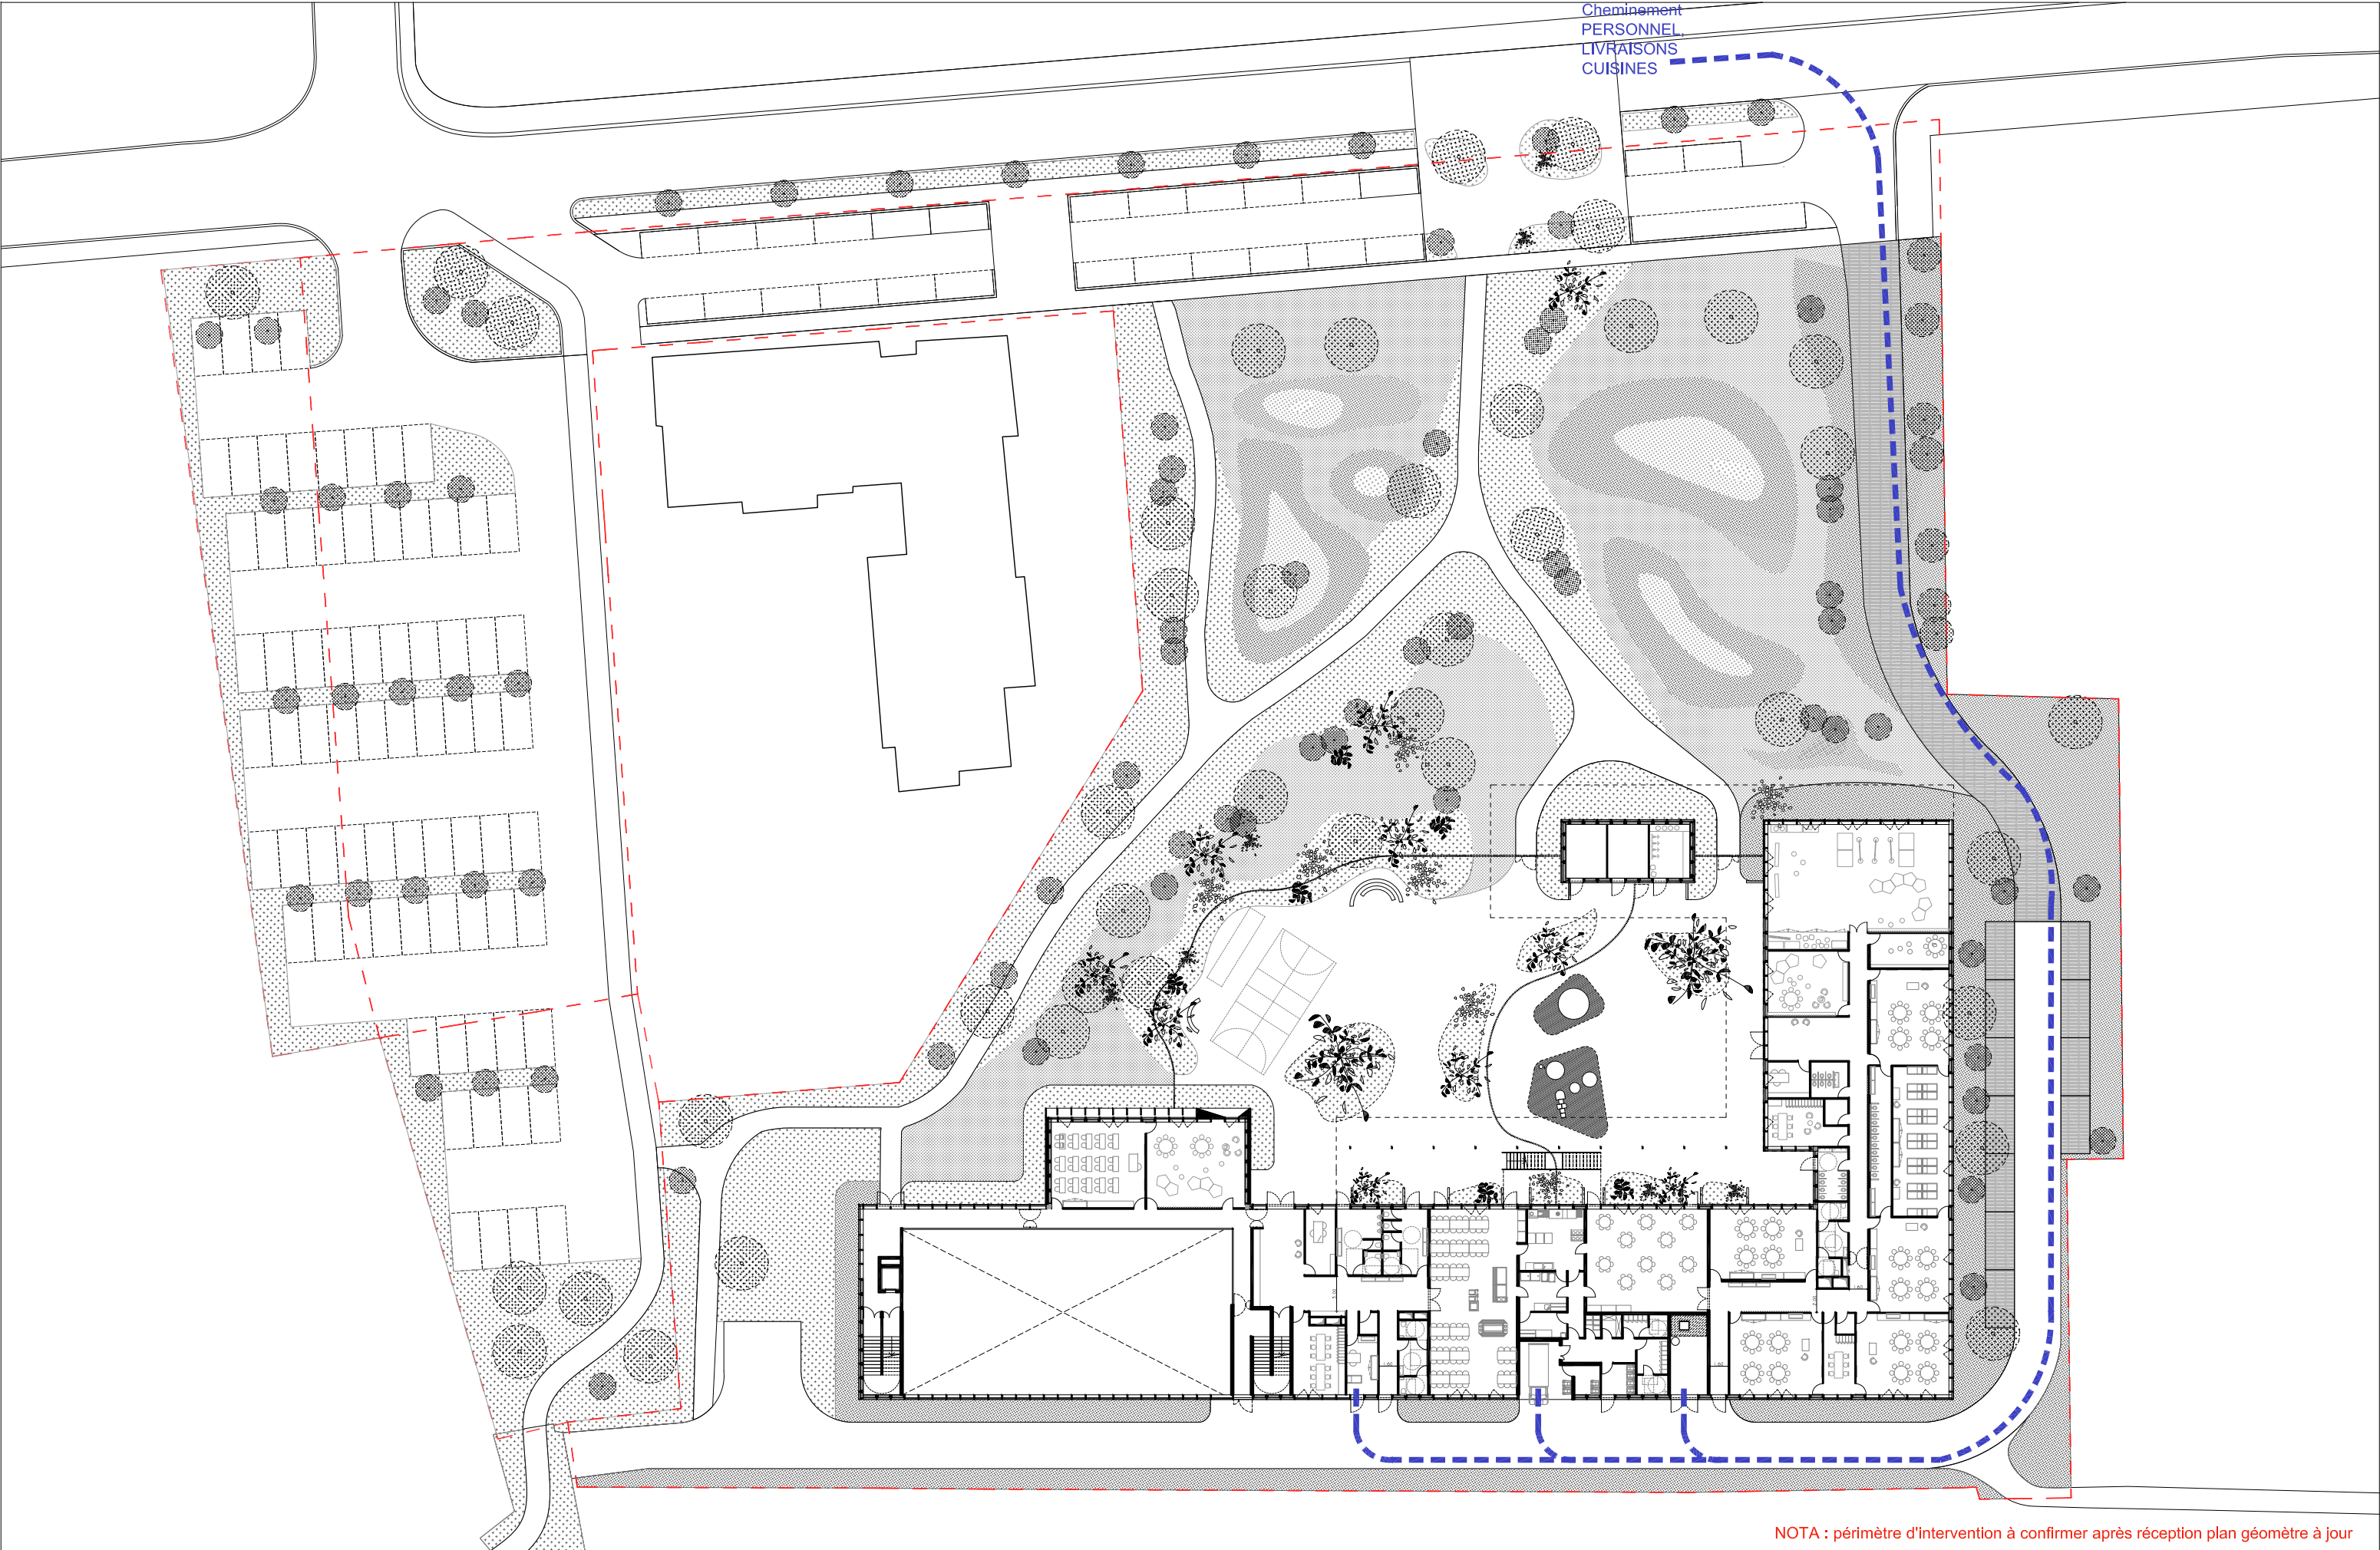 Cheminement
PERSONNEL,
LIVRAISONS
CUISINES
NOTA : périmètre d'intervention à confirmer après réception plan géomètre à jour